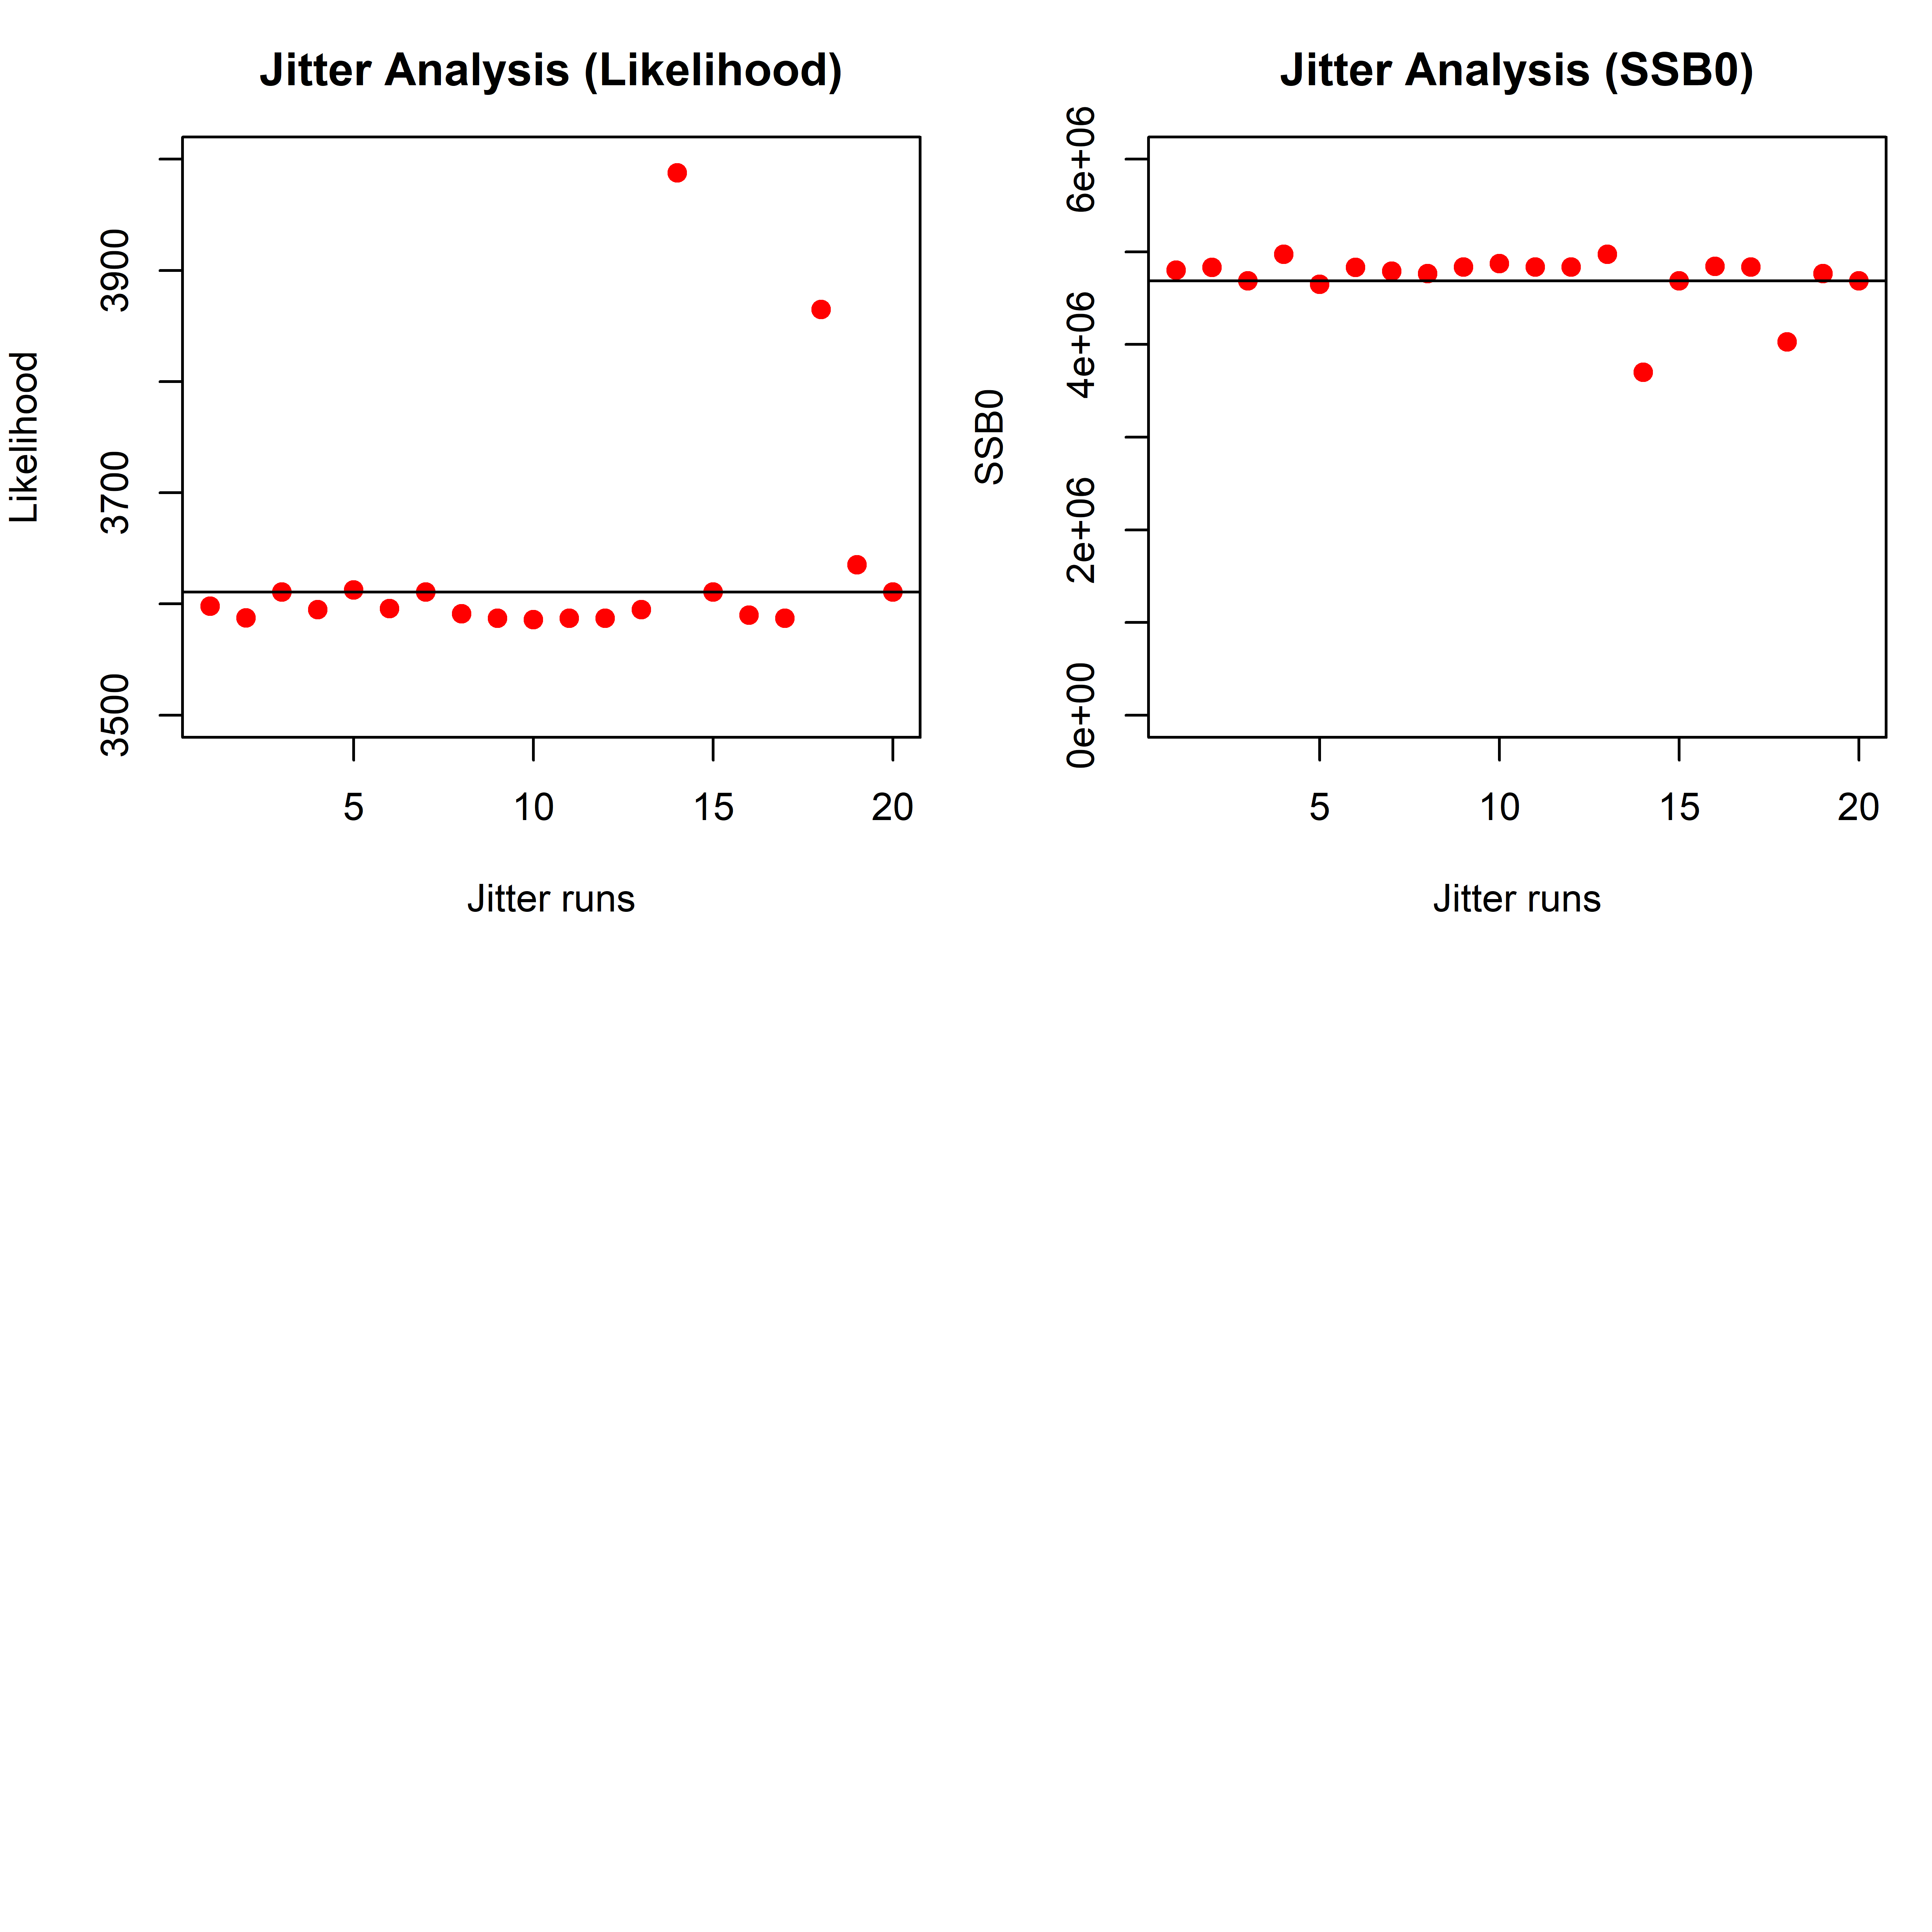 Jitter Analysis (Likelihood)
Likelihood
3500
3700
3900
5
10
15
20
Jitter runs
Jitter Analysis (SSB0)
SSB0
0e+00
2e+06
4e+06
6e+06
5
10
15
20
Jitter runs